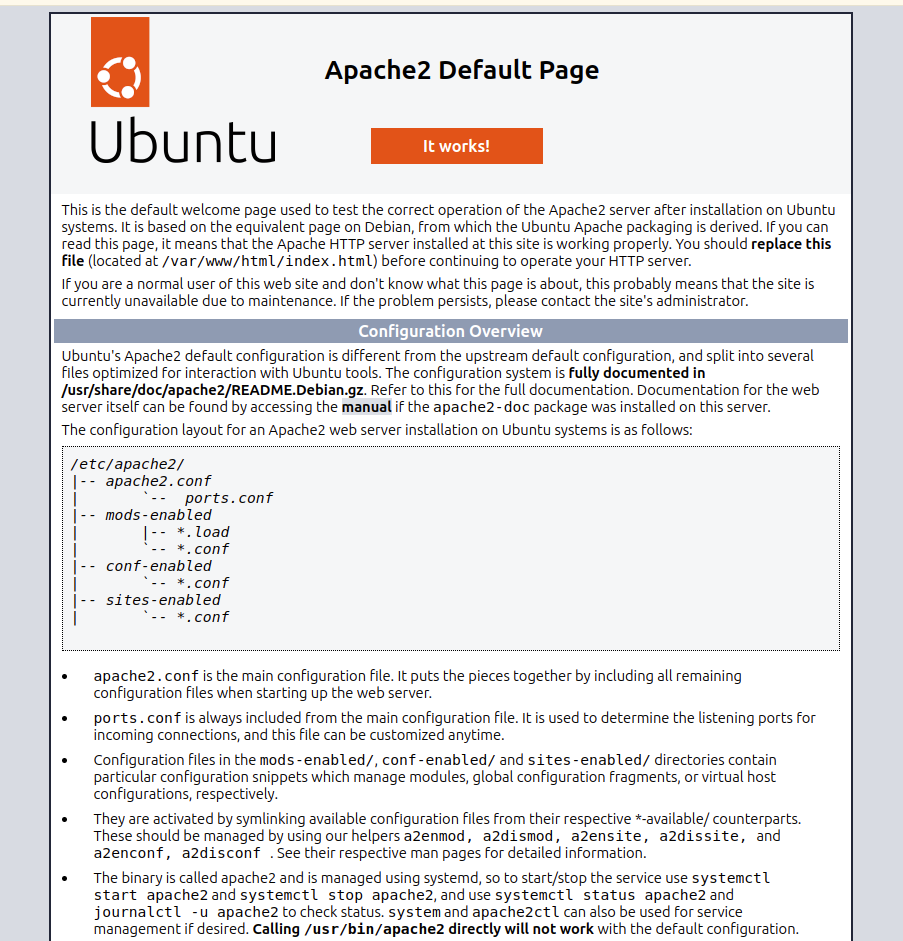 Ubuntu
Apache2 Default Page
It works!
This is the default welcome page used to test the correct operation of the Apache2 server after installation on Ubuntu
systems. It is based on the equivalent page on Debian, from which the Ubuntu Apache packaging is derived. If you can
read this page, it means that the Apache HTTP server installed at this site is working properly. You should replace this
file (located at /var/www/html/index.html) before continuing to operate your HTTP server.
If you are a normal user of this web site and don't know what this page is about, this probably means that the site is
currently unavailable due to maintenance. If the problem persists, please contact the site's administrator.
Configuration Overview
Ubuntu's Apache2 default configuration is different from the upstream default configuration, and split into several
files optimized for interaction with Ubuntu tools. The configuration system is fully documented in
/usr/share/doc/apache2/README.Debian.gz. Refer to this for the full documentation. Documentation for the web
server itself can be found by accessing the manual if the apache2-doc package was installed on this server.
The configuration layout for an Apache2 web server installation on Ubuntu systems is as follows:
/etc/apache2/
|-- apache2.conf
|       `--  ports.conf
|-- mods-enabled
|       |-- *.load
|       `-- *.conf
|-- conf-enabled
|       `-- *.conf
|-- sites-enabled
|       `-- *.conf
• apache2.conf is the main configuration file. It puts the pieces together by including all remaining
configuration files when starting up the web server.
• ports.conf is always included from the main configuration file. It is used to determine the listening ports for
incoming connections, and this file can be customized anytime.
• Configuration files in the mods-enabled/, conf-enabled/ and sites-enabled/ directories contain
particular configuration snippets which manage modules, global configuration fragments, or virtual host
configurations, respectively.
• They are activated by symlinking available configuration files from their respective *-available/ counterparts.
These should be managed by using our helpers a2enmod, a2dismod, a2ensite, a2dissite, and
a2enconf, a2disconf . See their respective man pages for detailed information.
• The binary is called apache2 and is managed using systemd, so to start/stop the service use systemctl
start apache2 and systemctl stop apache2, and use systemctl status apache2 and
journalctl -u apache2 to check status. system and apache2ctl can also be used for service
management if desired. Calling /usr/bin/apache2 directly will not work with the default configuration.